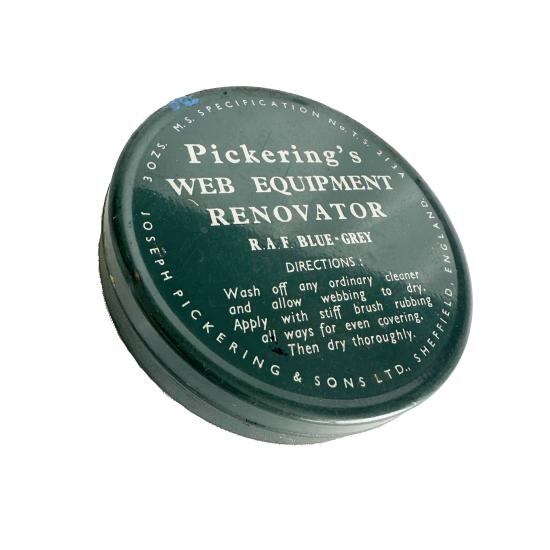 3 OZS. M.S. SPECIFICATION No. T.S. 213A
Pickering's
WEB EQUIPMENT
RENOVATOR
R.A.F. BLUE-GREY
DIRECTIONS:
Wash off any ordinary cleaner
and allow webbing to dry.
Apply with stiff brush rubbing
all ways for even covering.
Then dry thoroughly.
JOSEPH PICKERING & SONS LTD., SHEFFIELD, ENGLAND.